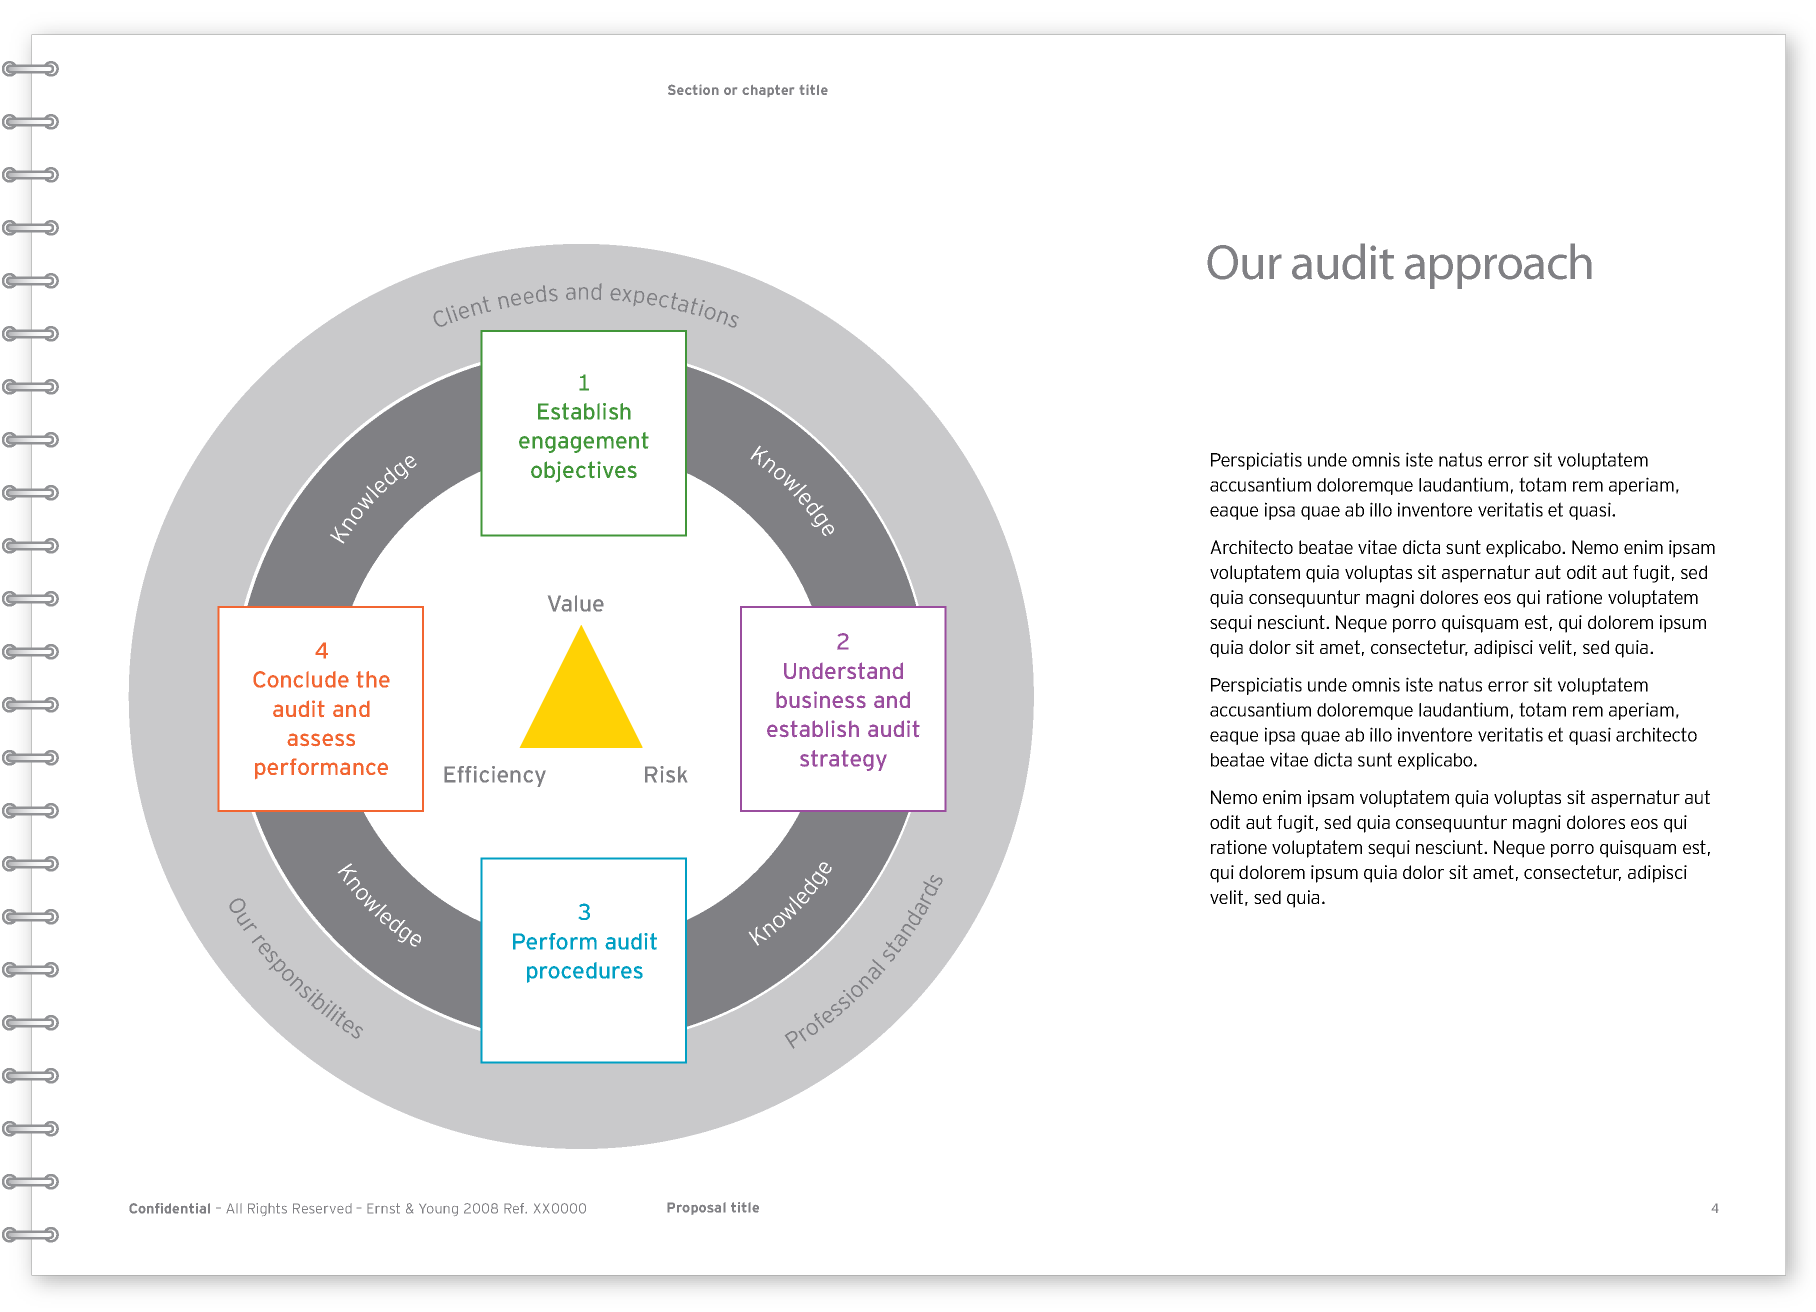 Section or chapter title
Client needs and expectations
1
Establish
engagement
objectives
Knowledge
Knowledge
Value
4
Conclude the
audit and
assess
performance
2
Understand
business and
establish audit
strategy
Efficiency
Risk
Knowledge
Knowledge
3
Perform audit
procedures
Our responsibilites
Professional standards
Our audit approach
Perspiciatis unde omnis iste natus error sit voluptatem
accusantium doloremque laudantium, totam rem aperiam,
eaque ipsa quae ab illo inventore veritatis et quasi.
Architecto beatae vitae dicta sunt explicabo. Nemo enim ipsam
voluptatem quia voluptas sit aspernatur aut odit aut fugit, sed
quia consequuntur magni dolores eos qui ratione voluptatem
sequi nesciunt. Neque porro quisquam est, qui dolorem ipsum
quia dolor sit amet, consectetur, adipisci velit, sed quia.
Perspiciatis unde omnis iste natus error sit voluptatem
accusantium doloremque laudantium, totam rem aperiam,
eaque ipsa quae ab illo inventore veritatis et quasi architecto
beatae vitae dicta sunt explicabo.
Nemo enim ipsam voluptatem quia voluptas sit aspernatur aut
odit aut fugit, sed quia consequuntur magni dolores eos qui
ratione voluptatem sequi nesciunt. Neque porro quisquam est,
qui dolorem ipsum quia dolor sit amet, consectetur, adipisci
velit, sed quia.
Confidential – All Rights Reserved – Ernst & Young 2008 Ref. XX0000
Proposal title
4